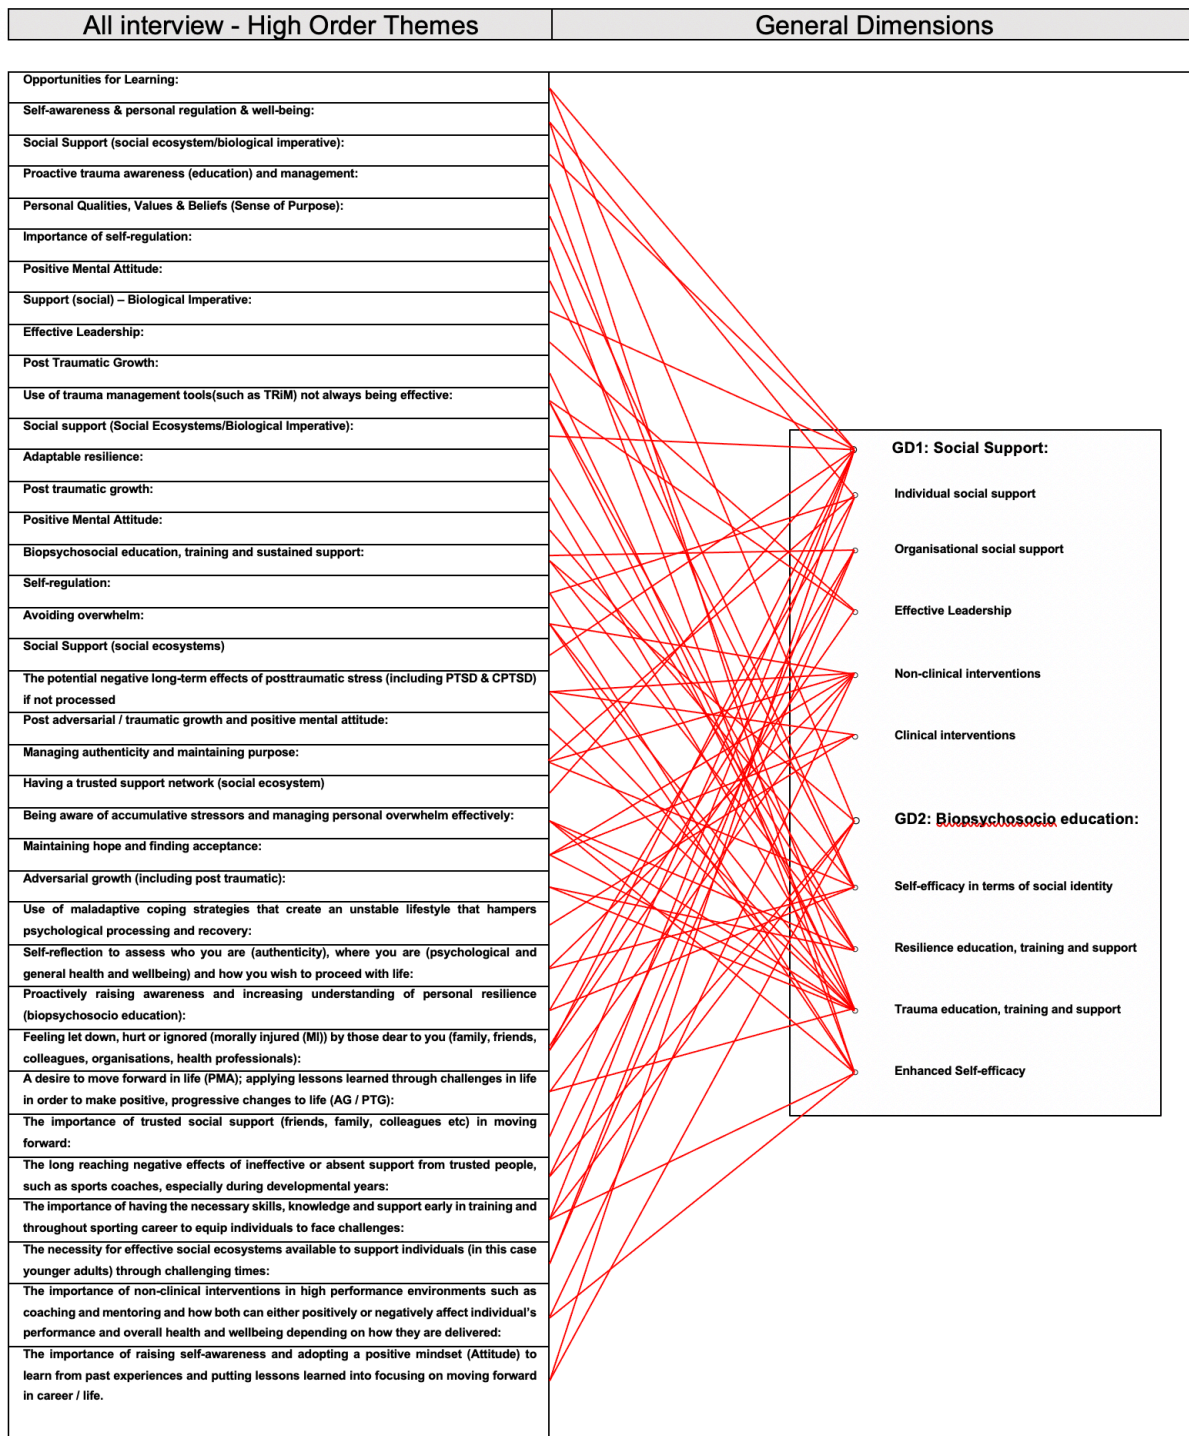 All interview - High Order Themes
General Dimensions
Opportunities for Learning:
Self-awareness & personal regulation & well-being:
Social Support (social ecosystem/biological imperative):
Proactive trauma awareness (education) and management:
Personal Qualities, Values & Beliefs (Sense of Purpose):
Importance of self-regulation:
Positive Mental Attitude:
Support (social) – Biological Imperative:
Effective Leadership:
Post Traumatic Growth:
Use of trauma management tools(such as TRiM) not always being effective:
Social support (Social Ecosystems/Biological Imperative):
Adaptable resilience:
Post traumatic growth:
Positive Mental Attitude:
Biopsychosocial education, training and sustained support:
Self-regulation:
Avoiding overwhelm:
Social Support (social ecosystems)
The potential negative long-term effects of posttraumatic stress (including PTSD & CPTSD)
if not processed
Post adversarial / traumatic growth and positive mental attitude:
Managing authenticity and maintaining purpose:
Having a trusted support network (social ecosystem)
Being aware of accumulative stressors and managing personal overwhelm effectively:
Maintaining hope and finding acceptance:
Adversarial growth (including post traumatic):
Use of maladaptive coping strategies that create an unstable lifestyle that hampers
psychological processing and recovery:
Self-reflection to assess who you are (authenticity), where you are (psychological and
general health and wellbeing) and how you wish to proceed with life:
Proactively raising awareness and increasing understanding of personal resilience
(biopsychosocio education):
Feeling let down, hurt or ignored (morally injured (MI)) by those dear to you (family, friends,
colleagues, organisations, health professionals):
A desire to move forward in life (PMA); applying lessons learned through challenges in life
in order to make positive, progressive changes to life (AG / PTG):
The importance of trusted social support (friends, family, colleagues etc) in moving
forward:
The long reaching negative effects of ineffective or absent support from trusted people,
such as sports coaches, especially during developmental years:
The importance of having the necessary skills, knowledge and support early in training and
throughout sporting career to equip individuals to face challenges:
The necessity for effective social ecosystems available to support individuals (in this case
younger adults) through challenging times:
The importance of non-clinical interventions in high performance environments such as
coaching and mentoring and how both can either positively or negatively affect individual's
performance and overall health and wellbeing depending on how they are delivered:
The importance of raising self-awareness and adopting a positive mindset (Attitude) to
learn from past experiences and putting lessons learned into focusing on moving forward
in career / life.
GD1: Social Support:
Individual social support
Organisational social support
Effective Leadership
Non-clinical interventions
Clinical interventions
GD2: Biopsychosocio education:
Self-efficacy in terms of social identity
Resilience education, training and support
Trauma education, training and support
Enhanced Self-efficacy